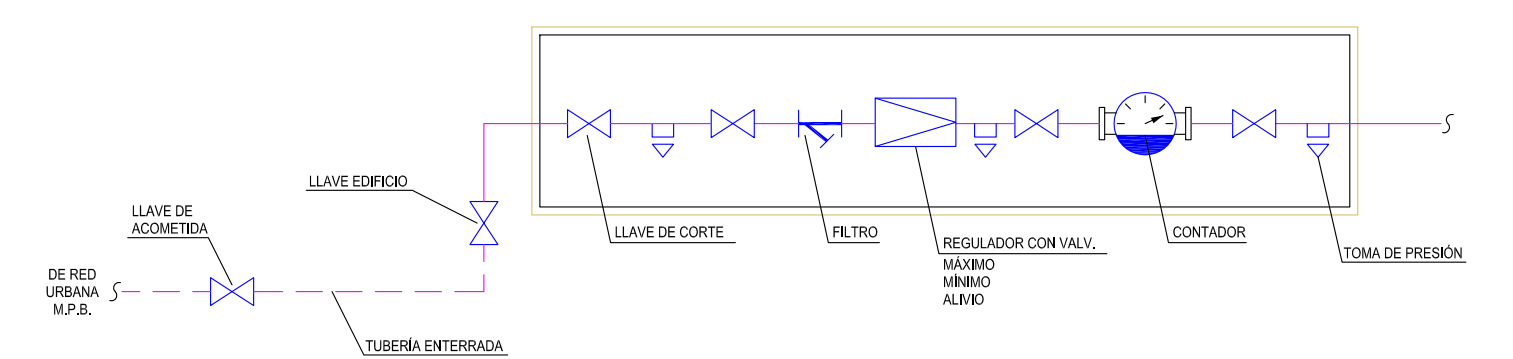 LLAVE EDIFICIO
LLAVE DE
ACOMETIDA
DE RED
URBANA
M.P.B.
TUBERÍA ENTERRADA
LLAVE DE CORTE
FILTRO
REGULADOR CON VALV.
MÁXIMO
MÍNIMO
ALIVIO
CONTADOR
TOMA DE PRESIÓN